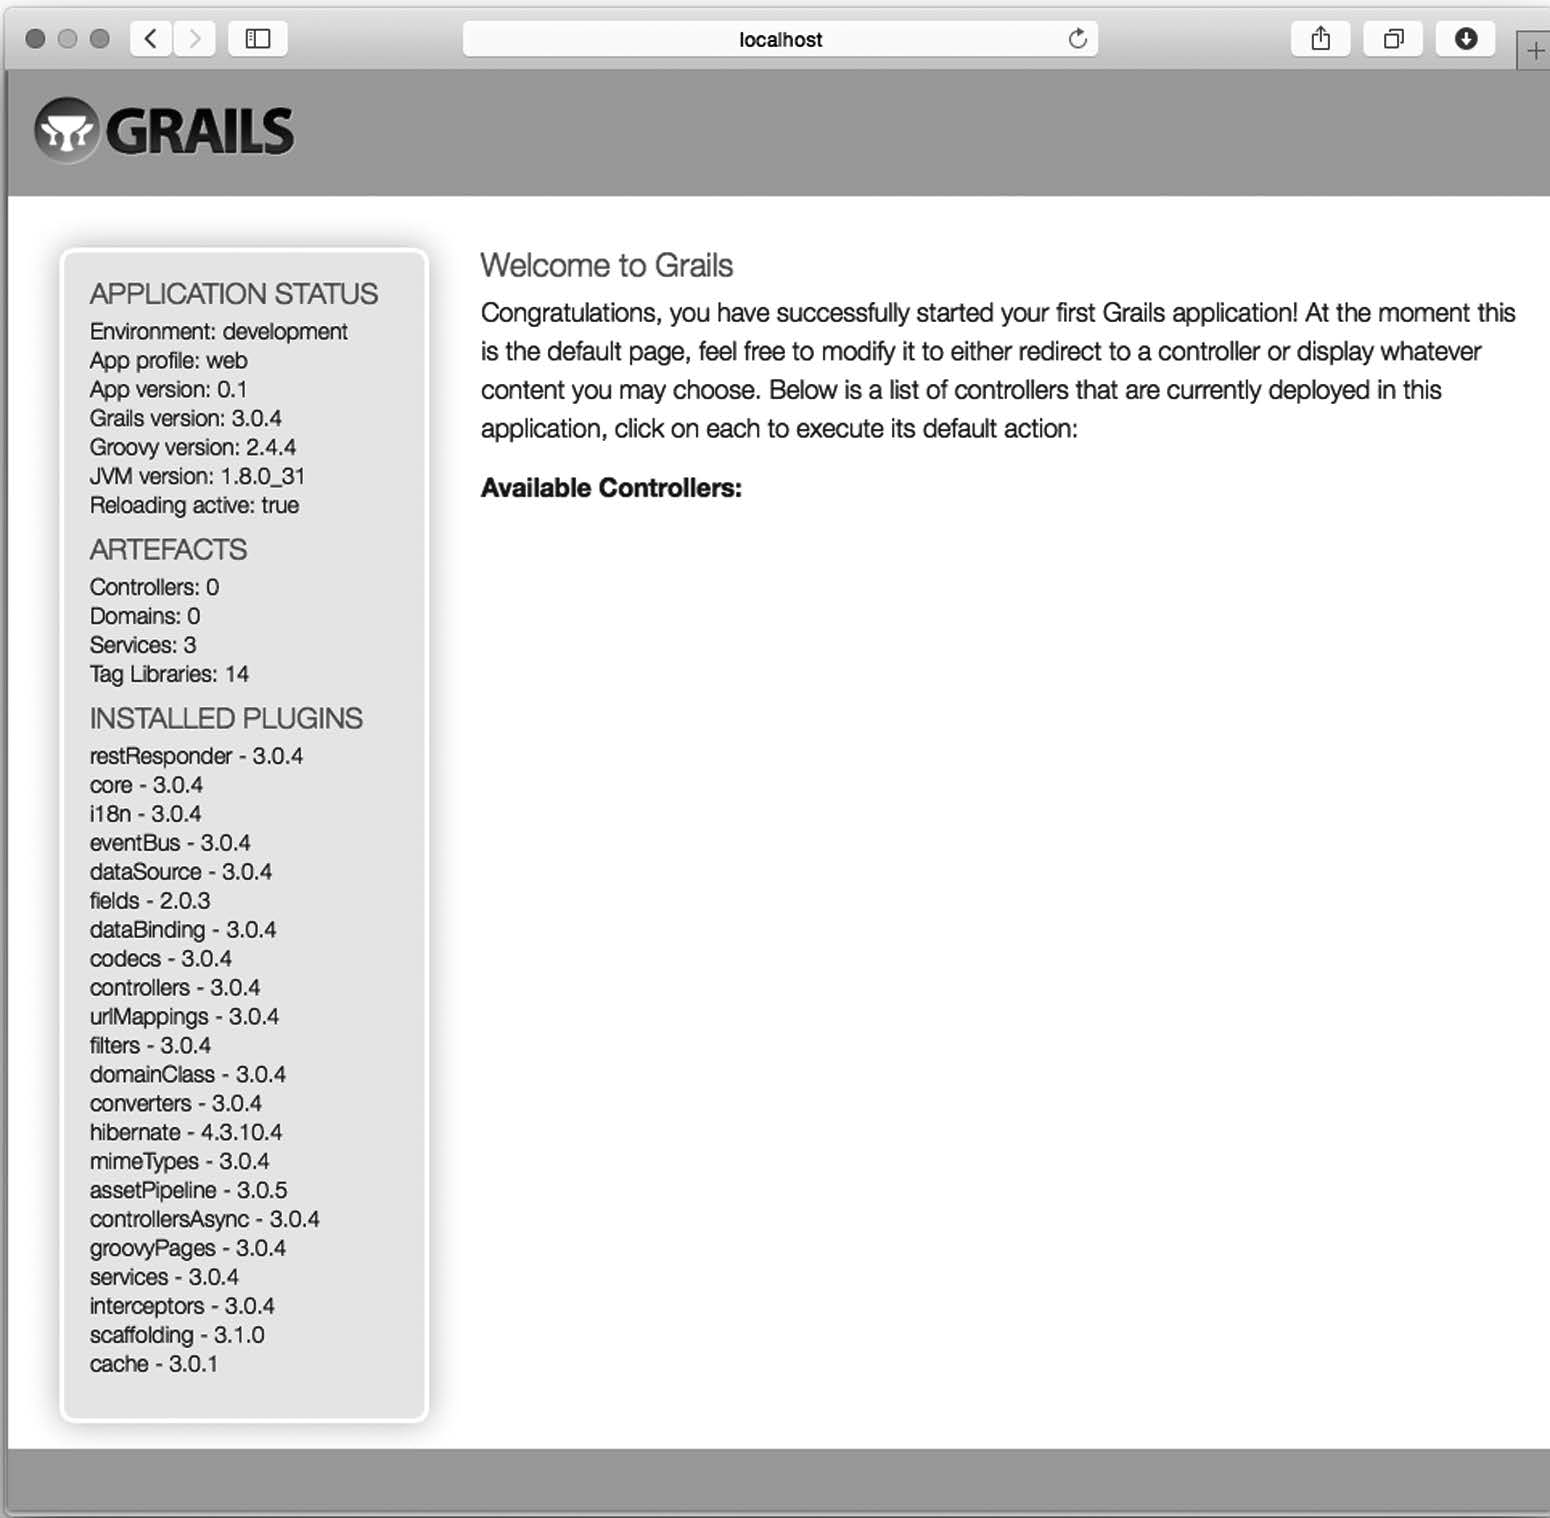 localhost
GRAILS
APPLICATION STATUS
Environment: development
App profile: web
App version: 0.1
Grails version: 3.0.4
Groovy version: 2.4.4
JVM version: 1.8.0_31
Reloading active: true
ARTEFACTS
Controllers: 0
Domains: 0
Services: 3
Tag Libraries: 14
INSTALLED PLUGINS
restResponder - 3.0.4
core - 3.0.4
i18n - 3.0.4
eventBus - 3.0.4
dataSource - 3.0.4
fields - 2.0.3
dataBinding - 3.0.4
codecs - 3.0.4
controllers - 3.0.4
urlMappings - 3.0.4
filters - 3.0.4
domainClass - 3.0.4
converters - 3.0.4
hibernate - 4.3.10.4
mimeTypes - 3.0.4
assetPipeline - 3.0.5
controllersAsync - 3.0.4
groovyPages - 3.0.4
services - 3.0.4
interceptors - 3.0.4
scaffolding - 3.1.0
cache - 3.0.1
Welcome to Grails
Congratulations, you have successfully started your first Grails application! At the moment this
is the default page, feel free to modify it to either redirect to a controller or display whatever
content you may choose. Below is a list of controllers that are currently deployed in this
application, click on each to execute its default action:
Available Controllers: